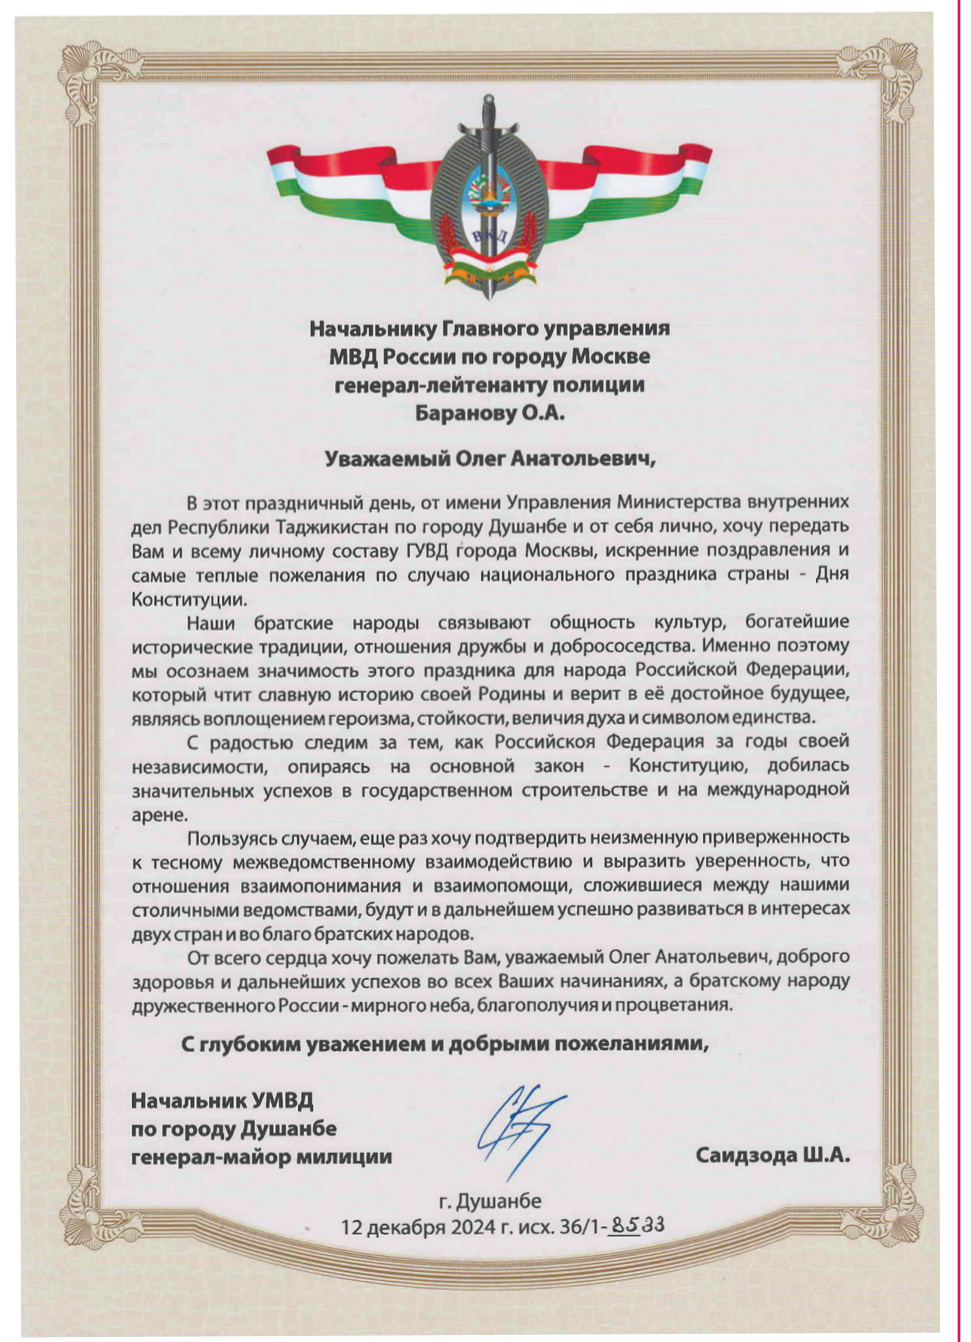 ВКД
Начальнику Главного управления
МВД России по городу Москве
генерал-лейтенанту полиции
Баранову О.А.
Уважаемый Олег Анатольевич,
В этот праздничный день, от имени Управления Министерства внутренних
дел Республики Таджикистан по городу Душанбе и от себя лично, хочу передать
Вам и всему личному составу ГУВД города Москвы, искренние поздравления и
самые теплые пожелания по случаю национального праздника страны - Дня
Конституции.
Наши братские народы связывают общность культур, богатейшие
исторические традиции, отношения дружбы и добрососедства. Именно поэтому
мы осознаем значимость этого праздника для народа Российской Федерации,
который чтит славную историю своей Родины и верит в её достойное будущее,
являясь воплощением героизма, стойкости, величия духа и символом единства.
С радостью следим за тем, как Российскоя Федерация за годы своей
независимости, опираясь на основной закон - Конституцию, добилась
значительных успехов в государственном строительстве и на международной
арене.
Пользуясь случаем, еще раз хочу подтвердить неизменную приверженность
к тесному межведомственному взаимодействию и выразить уверенность, что
отношения взаимопонимания и взаимопомощи, сложившиеся между нашими
столичными ведомствами, будут и в дальнейшем успешно развиваться в интересах
двух стран и во благо братских народов.
От всего сердца хочу пожелать Вам, уважаемый Олег Анатольевич, доброго
здоровья и дальнейших успехов во всех Ваших начинаниях, а братскому народу
дружественного России - мирного неба, благополучия и процветания.
С глубоким уважением и добрыми пожеланиями,
Начальник УМВД
по городу Душанбе
генерал-майор милиции
Саидзода Ш.А.
г. Душанбе
12 декабря 2024 г. исх. 36/1-8533